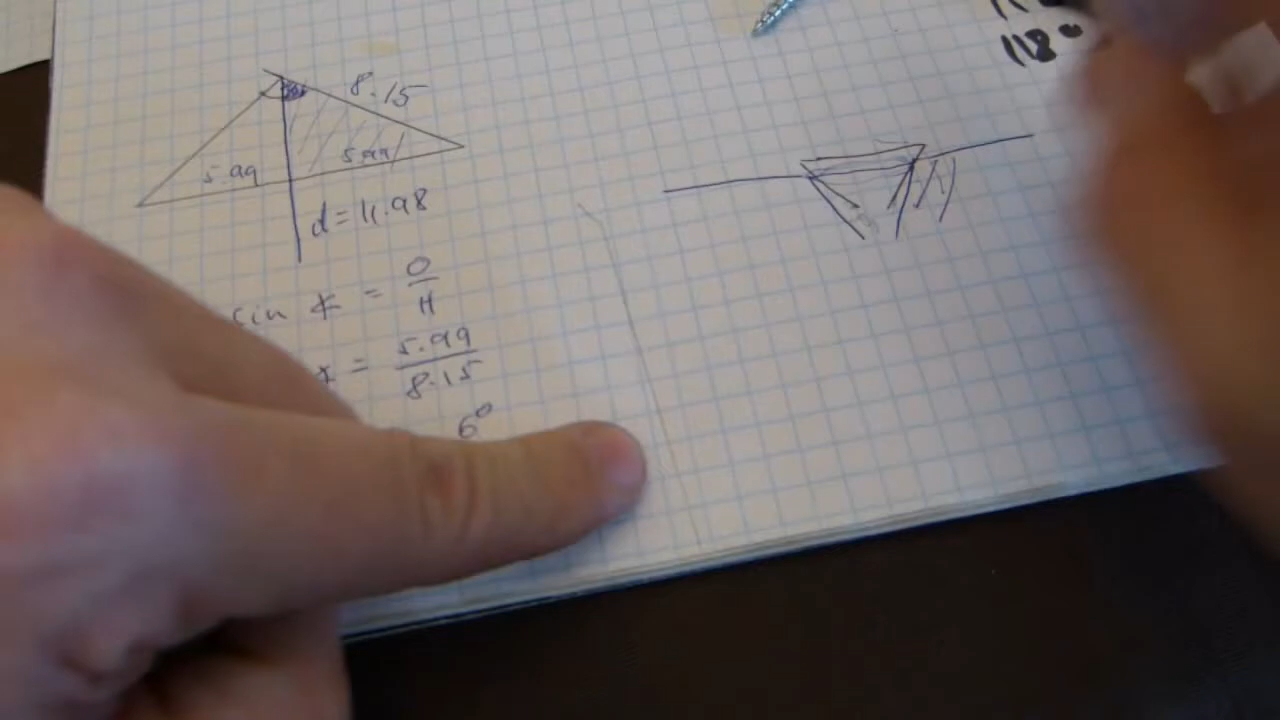 118°
8.15
5.99
5.99
d = 11.98
sin x = O/H
x = 5.99/8.15
6°